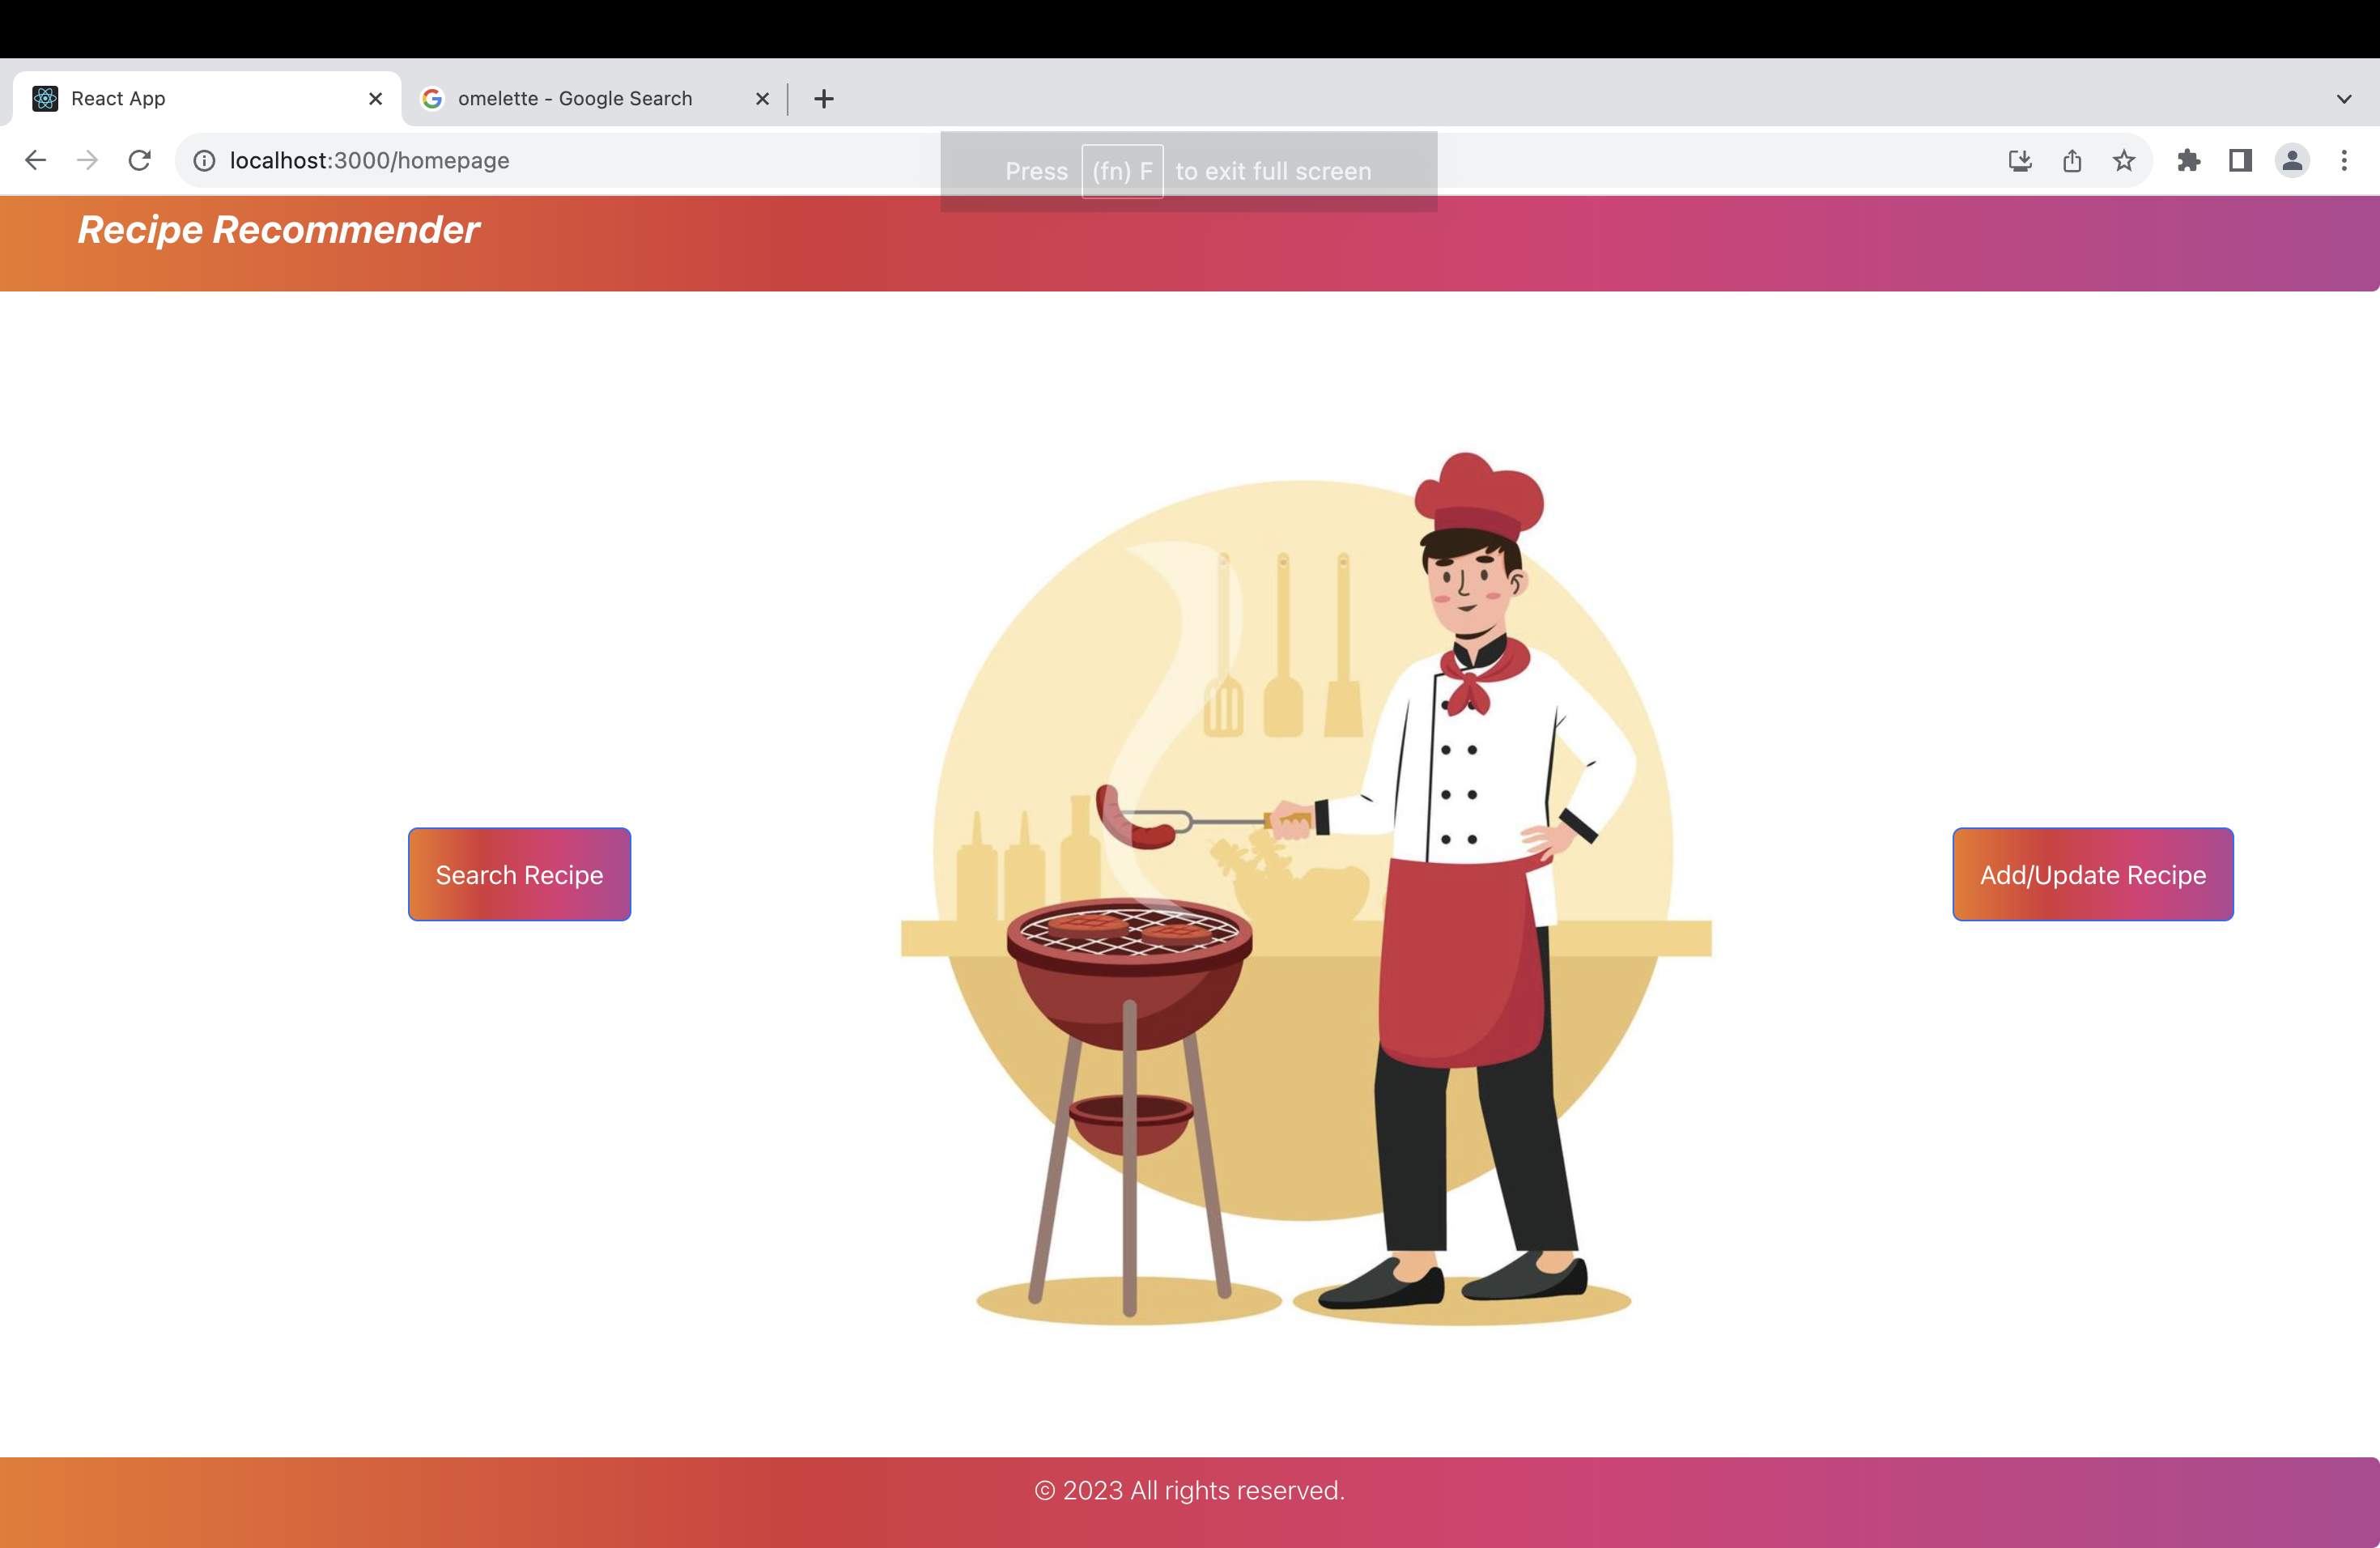 React App
omelette - Google Search
localhost:3000/homepage
Press (fn) F to exit full screen
Recipe Recommender
Search Recipe
Add/Update Recipe
© 2023 All rights reserved.